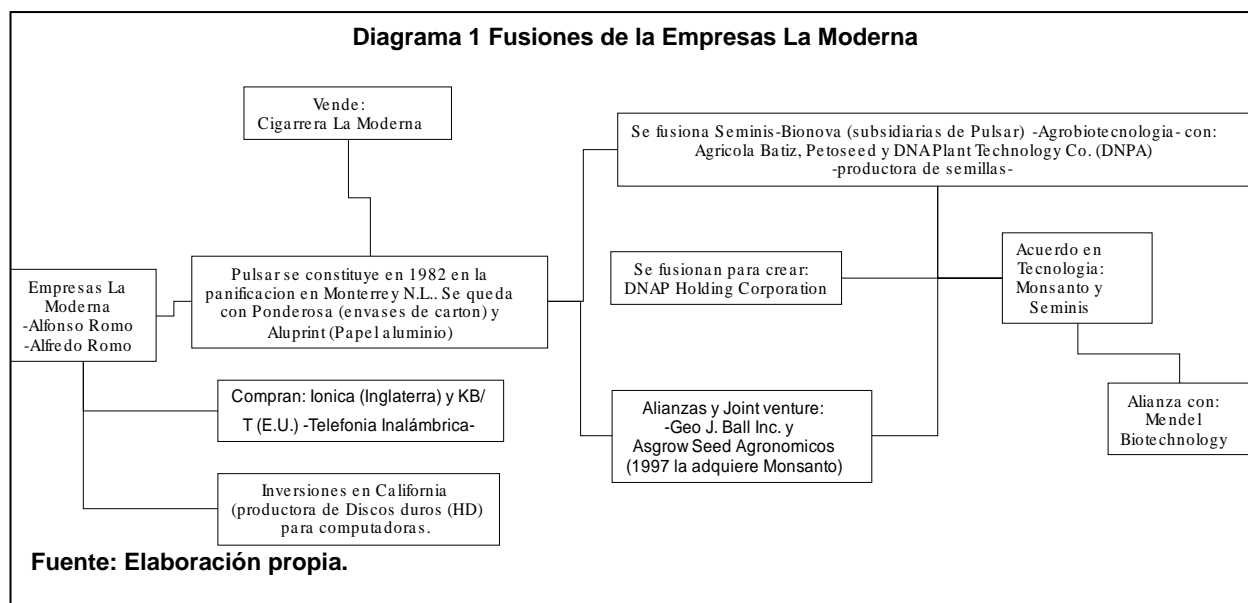 Diagrama 1 Fusiones de la Empresas La Moderna
Vende:
Cigarrera La Moderna
Se fusiona Seminis-Bionova (subsidiarias de Pulsar) -Agrobiotecnologia- con:
Agricola Batiz, Petoseed y DNAPlant Technology Co. (DNPA)
-productora de semillas-
Empresas La
Moderna
-Alfonso Romo
-Alfredo Romo
Pulsar se constituye en 1982 en la
panificacion en Monterrey N.L.. Se queda
con Ponderosa (envases de carton) y
Aluprint (Papel aluminio)
Se fusionan para crear:
DNAP Holding Corporation
Acuerdo en
Tecnologia:
Monsanto y
Seminis
Compran: Ionica (Inglaterra) y KB/
T (E.U.) -Telefonia Inalámbrica-
Alianzas y Joint venture:
-Geo J. Ball Inc. y
Asgrow Seed Agronomicos
(1997 la adquiere Monsanto)
Alianza con:
Mendel
Biotechnology
Inversiones en California
(productora de Discos duros (HD)
para computadoras.
Fuente: Elaboración propia.